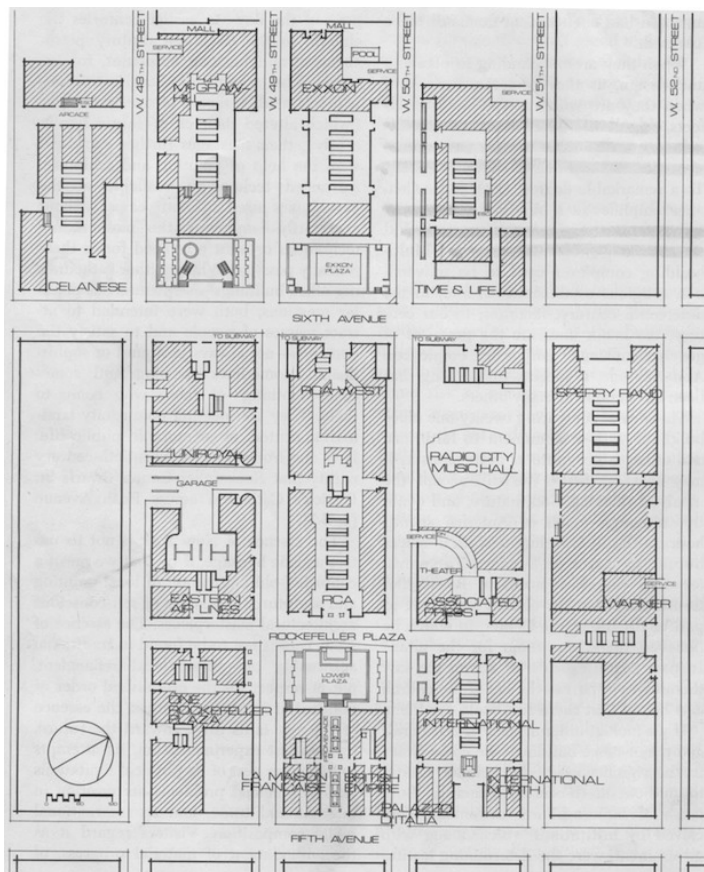 W. 48TH STREET
MALL
SERVICE
McGRAW-
HILL
ARCADE
CELANESE
W. 49TH STREET
MALL
POOL
SERVICE
EXXON
EXXON
PLAZA
W. 50TH STREET
SERVICE
TIME & LIFE
W. 51TH STREET
W. 52ND STREET
SIXTH AVENUE
TO SUBWAY
TO SUBWAY
TO SUBWAY
UNIROYAL
RCA WEST
RADIO CITY
MUSIC HALL
SPERRY RAND
GARAGE
EASTERN
AIR LINES
RCA
SERVICE
THEATER
ASSOCIATED
PRESS
SERVICE
WARNER
ROCKEFELLER PLAZA
ONE
ROCKEFELLER
PLAZA
LOWER
PLAZA
INTERNATIONAL
LA MAISON
FRANCAISE
BRITISH
EMPIRE
PALAZZO
D'ITALIA
INTERNATIONAL
NORTH
FIFTH AVENUE